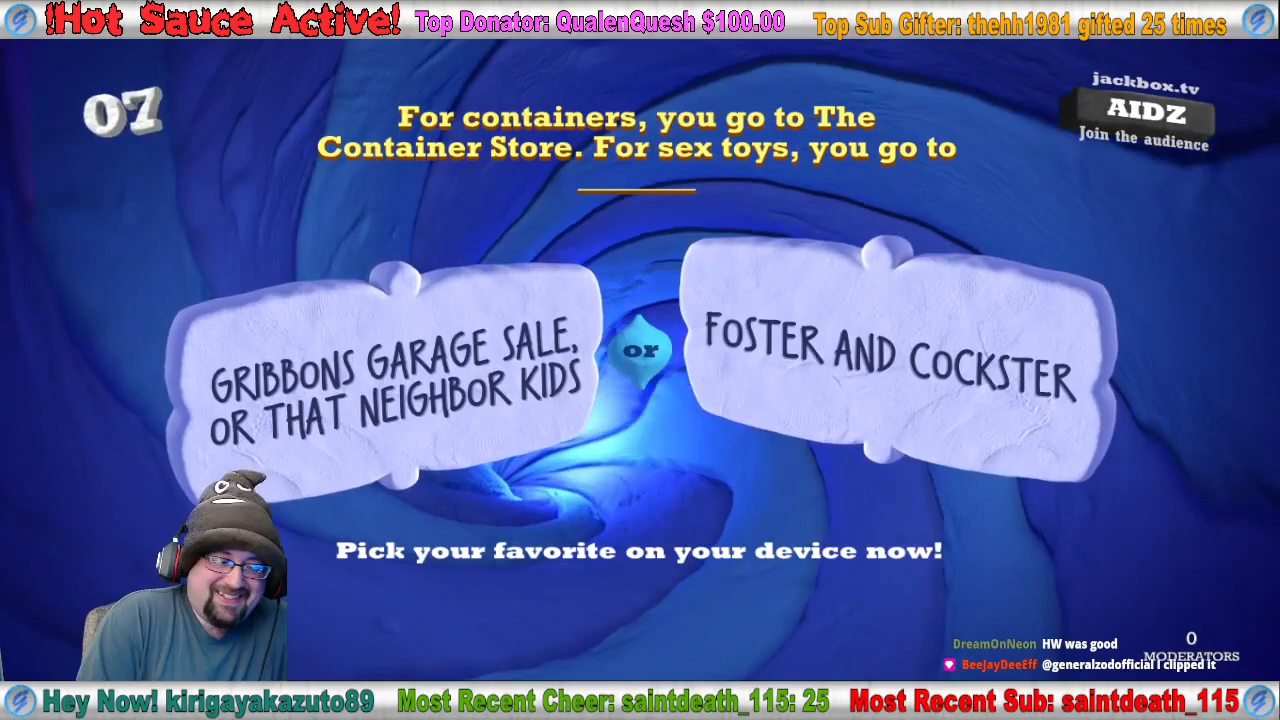 !Hot Sauce Active!
Top Donator: QualenQuesh $100.00
Top Sub Gifter: thehh1981 gifted 25 times
07
jackbox.tv
AIDZ
Join the audience
For containers, you go to The
Container Store. For sex toys, you go to
GRIBBONS GARAGE SALE,
OR THAT NEIGHBOR KIDS
or
FOSTER AND COCKSTER
Pick your favorite on your device now!
DreamOnNeon HW was good
BeeJayDeeEff @generalzodofficial I clipped it
0
MODERATORS
Hey Now! kirigayakazuto89
Most Recent Cheer: saintdeath_115: 25
Most Recent Sub: saintdeath_115